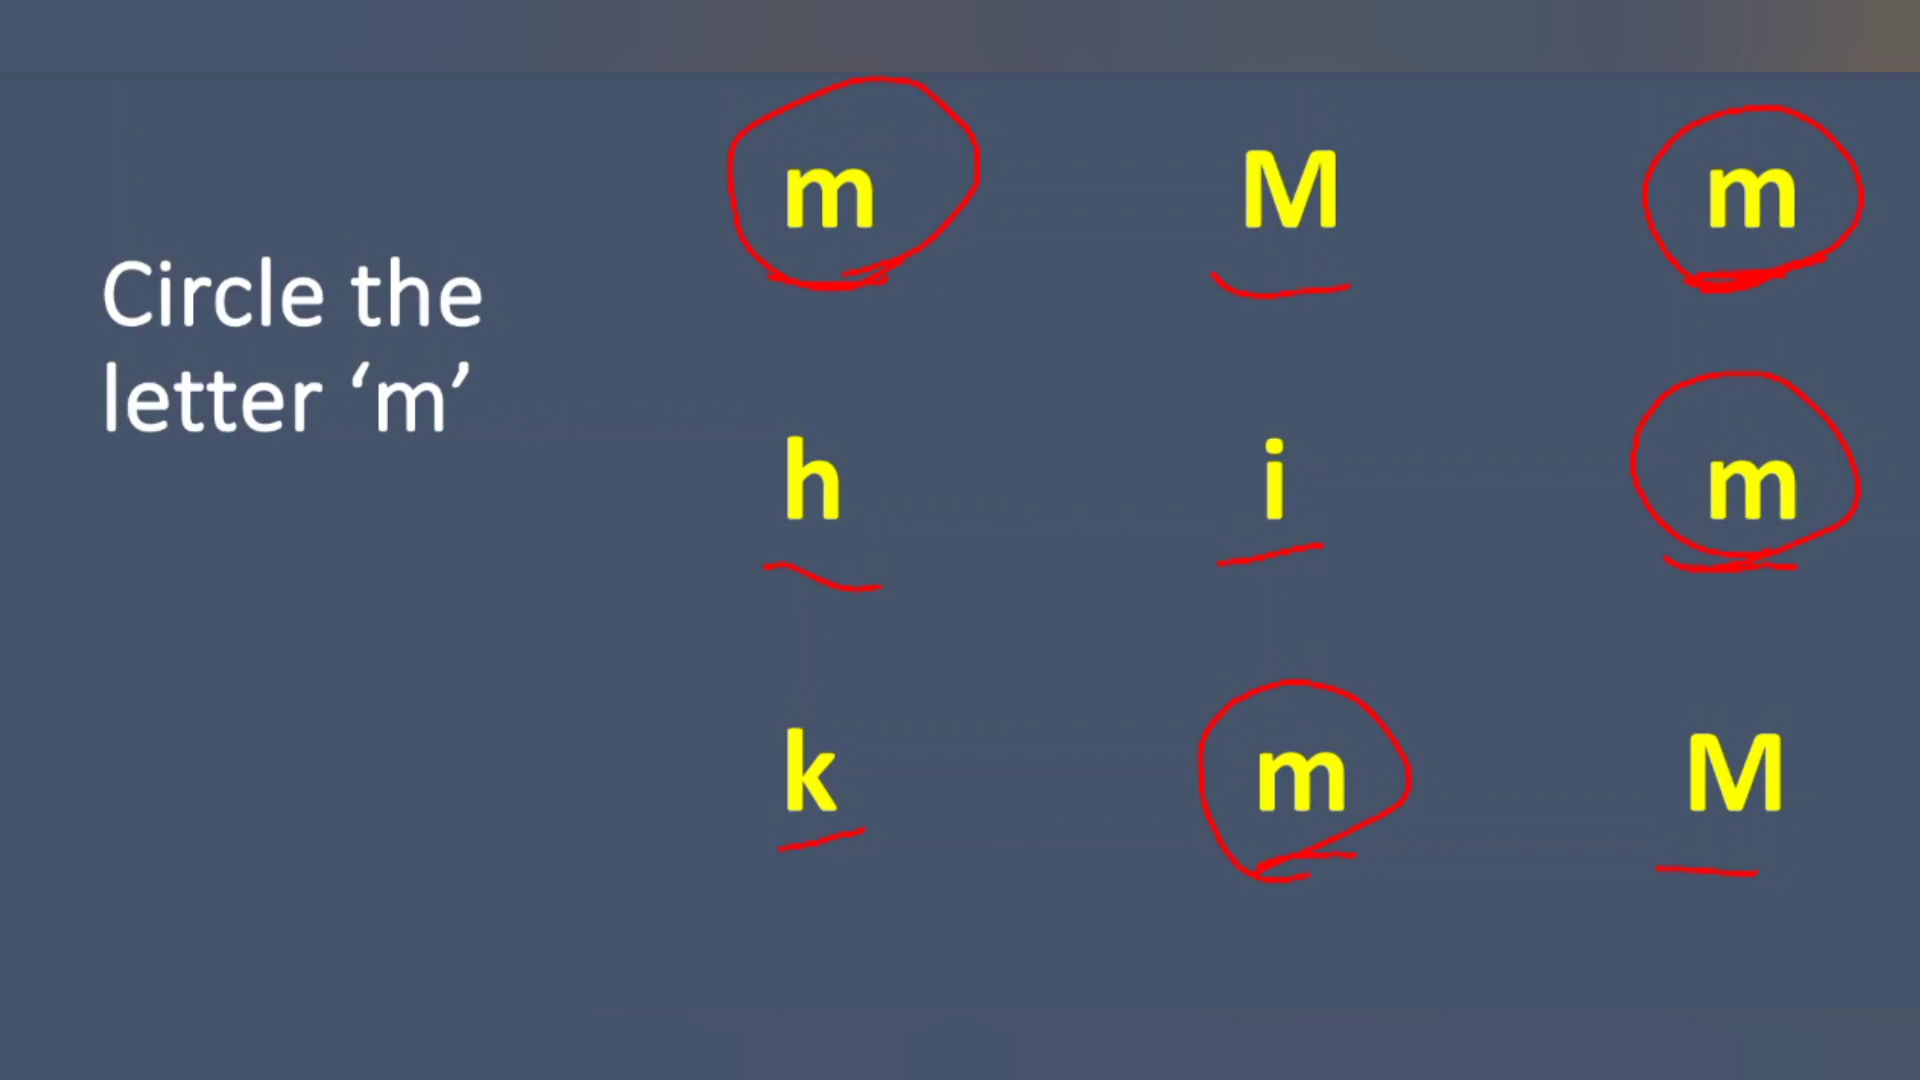 Circle the
letter ‘m’
m M m
h i m
k m M